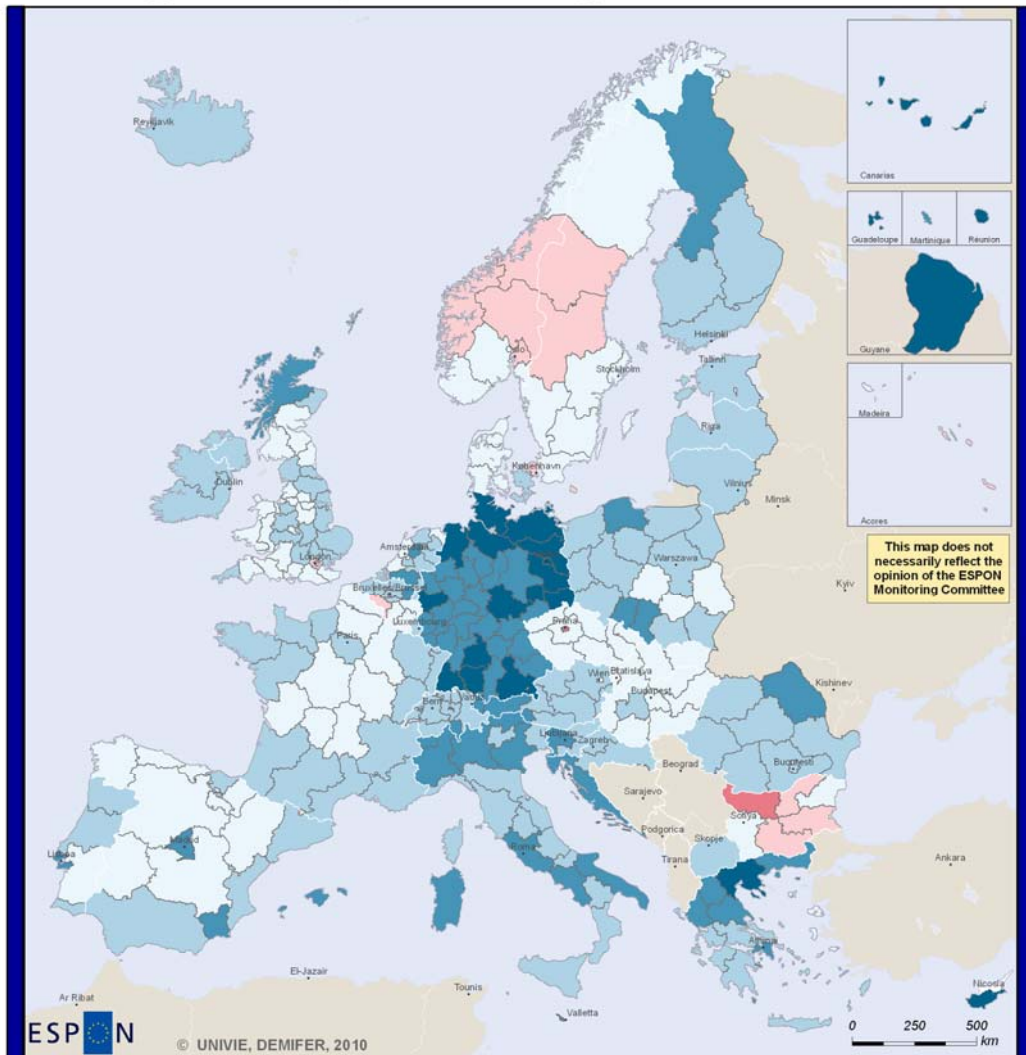 Reykjavík
Canarias
Guadeloupe
Martinique
Réunion
Guyane
Madeira
Acores
This map does not
necessarily reflect the
opinion of the ESPON
Monitoring Committee
Oslo
Helsinki
Stockholm
Tallinn
Riga
København
Vilnius
Minsk
Dublin
London
Amsterdam
Warszawa
Kyiv
Luxembourg
Praha
Paris
Wien
Bratislava
Budapest
Kishinev
Bern
Vaduz
Ljubljana
Zagreb
Beograd
Bucuresti
Sarajevo
Sofiya
Podgorica
Skopje
Madrid
Lisboa
Roma
Tirana
Ankara
Athina
Nicosia
El-Jazair
Tounis
Ar Ribat
Valletta
ESPON
© UNIVIE, DEMIFER, 2010
0 250 500
km